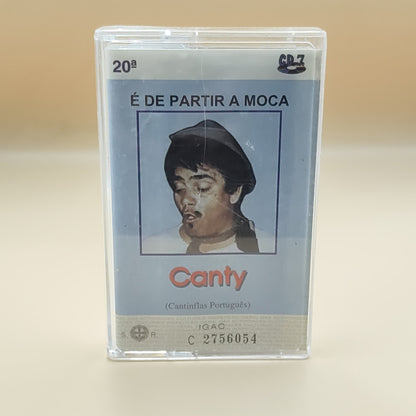 20ª
CD-7
É DE PARTIR A MOCA
Canty
(Cantinflas Português)
IGAC
S. R.
C 2756054